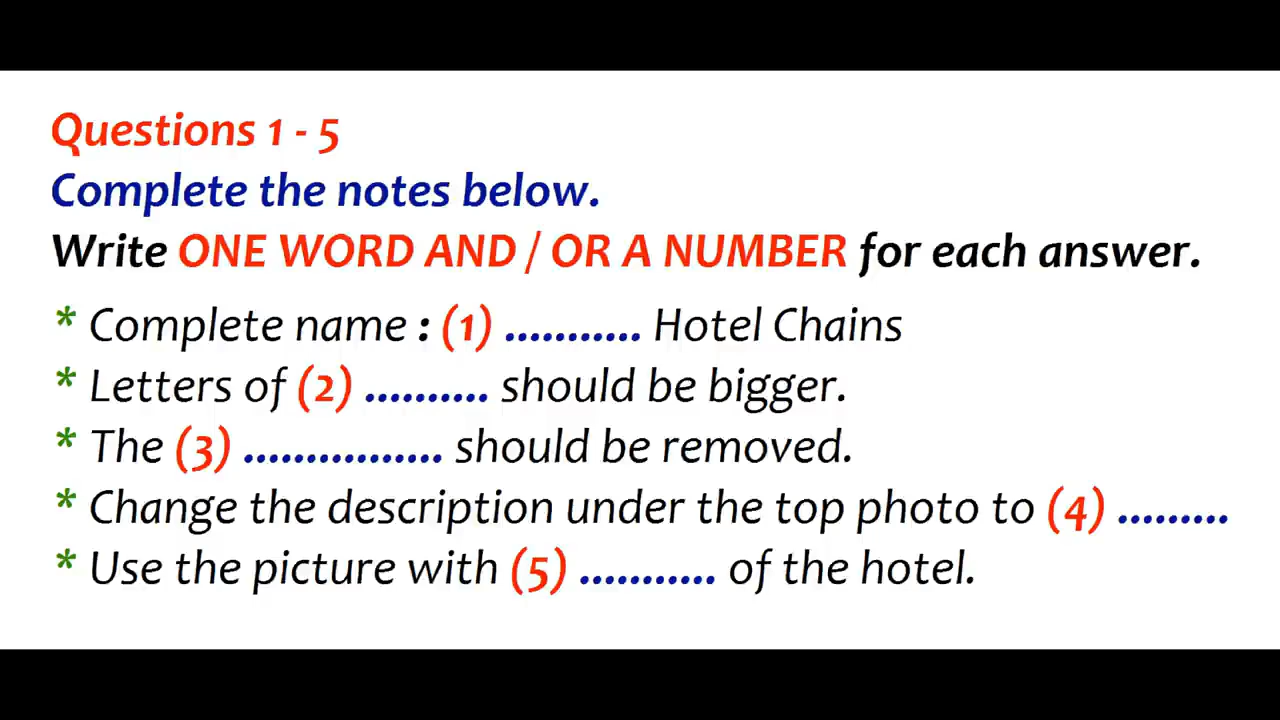 Questions 1 - 5
Complete the notes below.
Write ONE WORD AND / OR A NUMBER for each answer.
* Complete name : (1) ........... Hotel Chains
* Letters of (2) .......... should be bigger.
* The (3) ................ should be removed.
* Change the description under the top photo to (4) .........
* Use the picture with (5) ........... of the hotel.